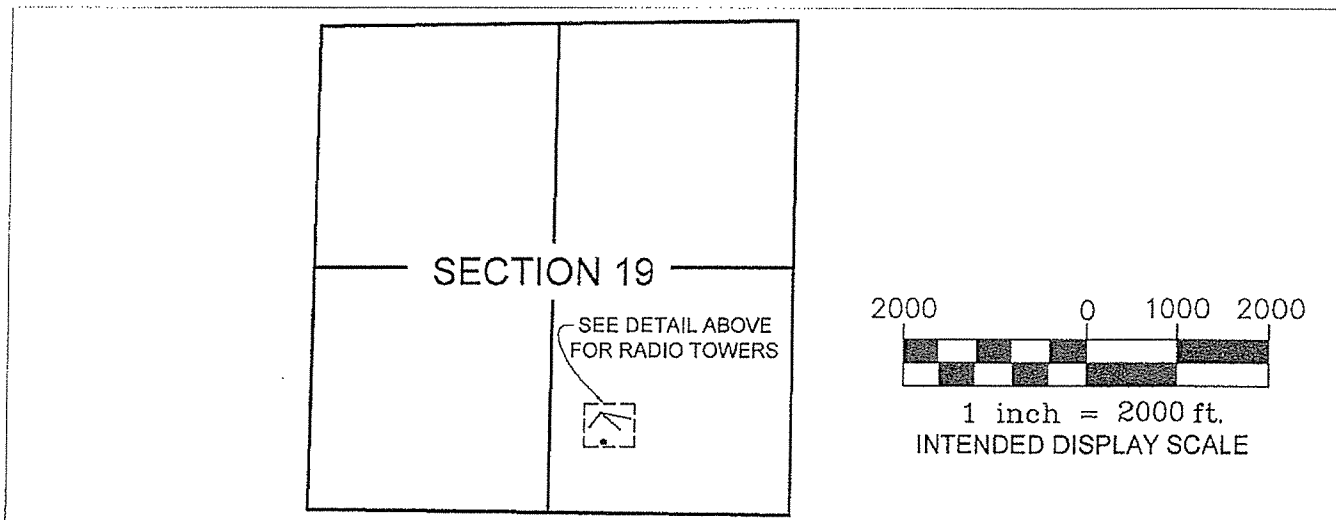 SECTION 19
SEE DETAIL ABOVE
FOR RADIO TOWERS
2000 0 1000 2000
1 inch = 2000 ft.
INTENDED DISPLAY SCALE